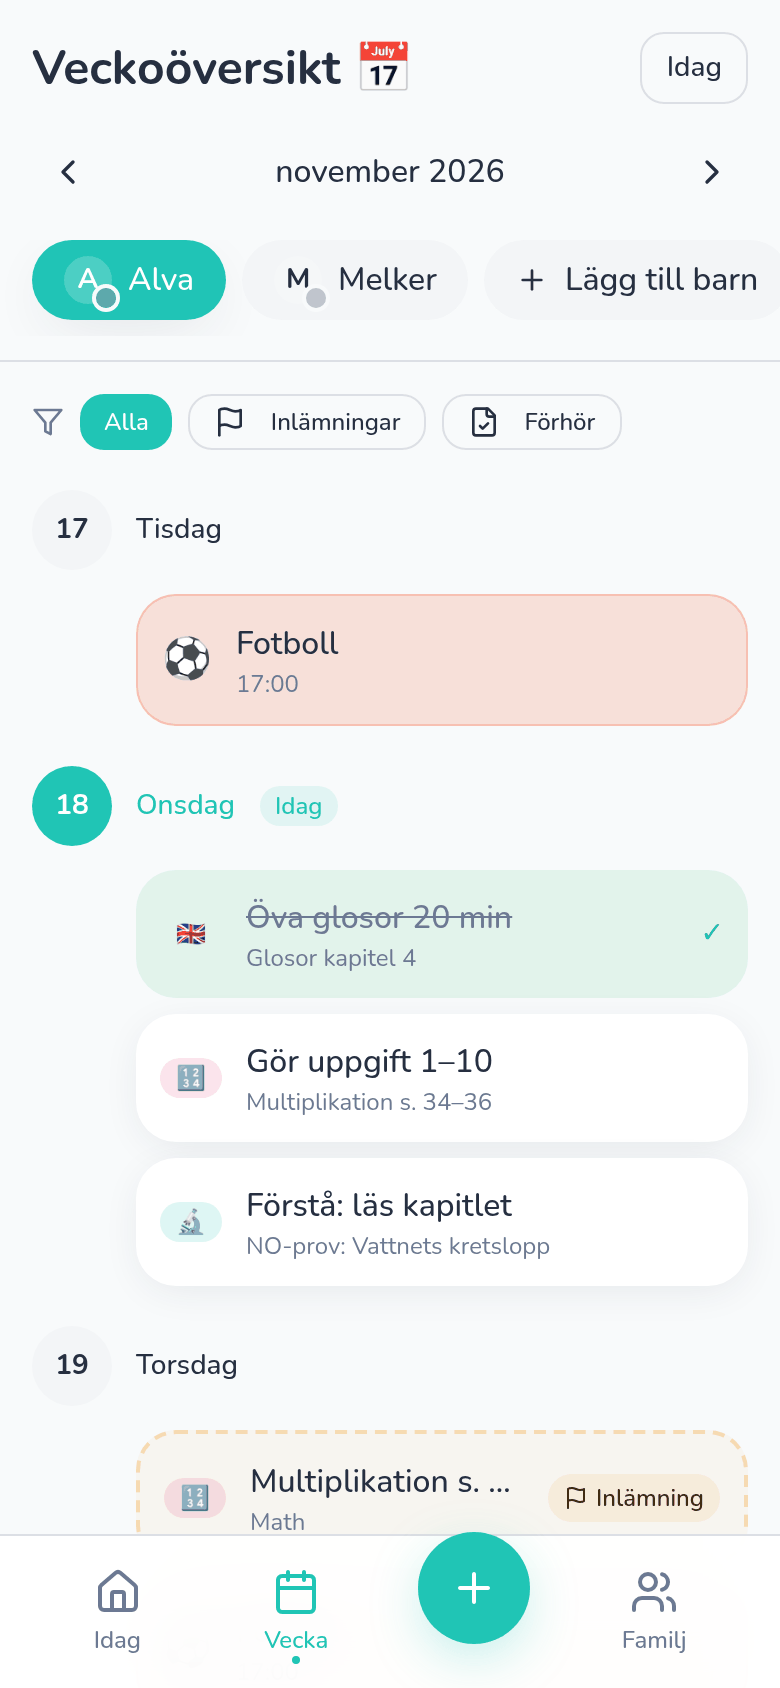 Veckoöversikt 📅
Idag
november 2026
A Alva
M Melker
+ Lägg till barn
Alla
Inlämningar
Förhör
17 Tisdag
Fotboll
17:00
18 Onsdag
Idag
Öva glosor 20 min
Glosor kapitel 4
✓
Gör uppgift 1–10
Multiplikation s. 34–36
Förstå: läs kapitlet
NO-prov: Vattnets kretslopp
19 Torsdag
Multiplikation s. ...
Math
Inlämning
Idag
Vecka
+
Familj